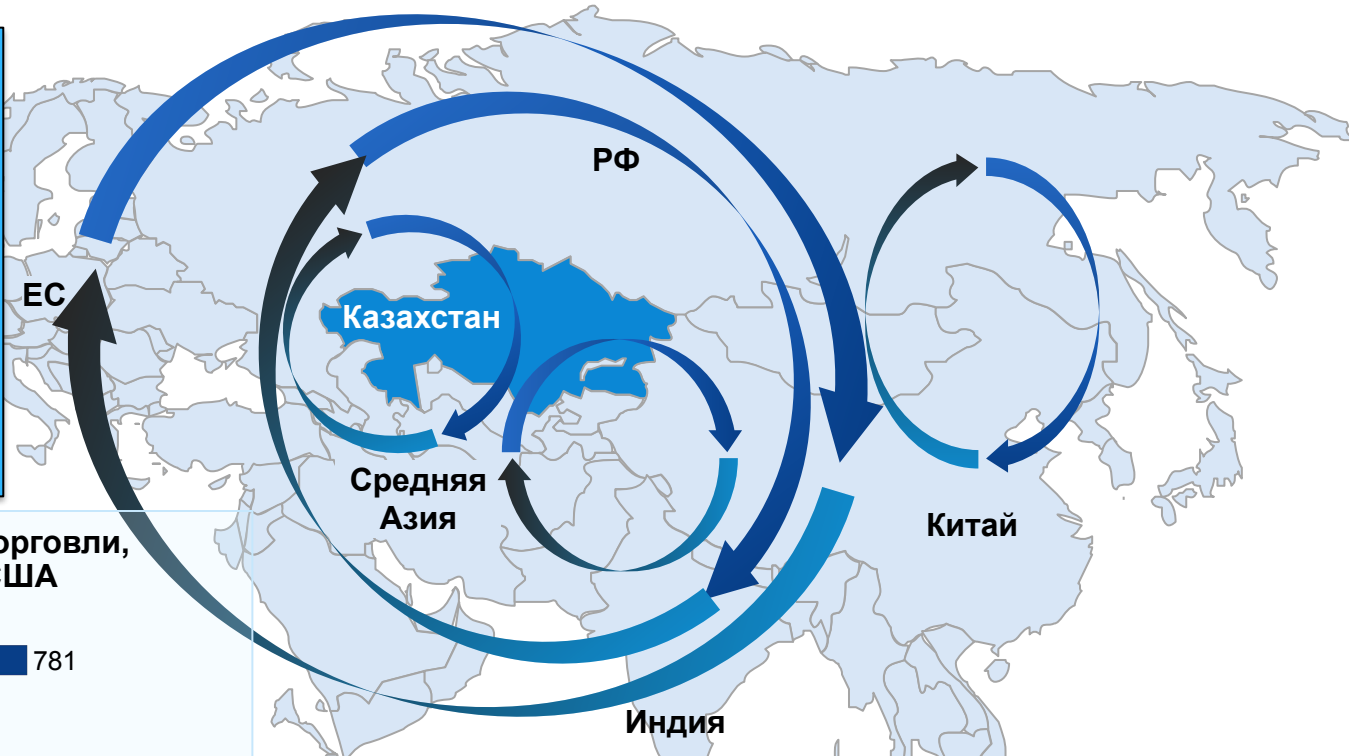 РФ
ЕС
Казахстан
Средняя
Азия
Китай
орговли,
США
781
Индия